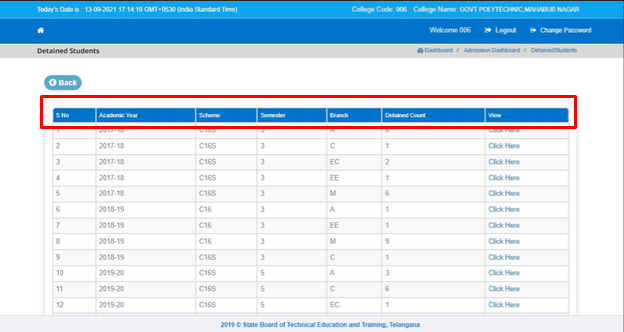 Today's Date is : 13-09-2021 17:14:19 GMT+0530 (India Standard Time) College Code: 006 College Name: GOVT POLYTECHNIC,MAHABUB NAGAR
Welcome 006 Logout Change Password
Detained Students Dashboard / Admission Dashboard / DetainedStudents
Back
S No Academic Year Scheme Semester Branch Detained Count View
1 2017-18 C16S 3 A 6 Click Here
2 2017-18 C16S 3 C 1 Click Here
3 2017-18 C16S 3 EC 2 Click Here
4 2017-18 C16S 3 EE 1 Click Here
5 2017-18 C16S 3 M 6 Click Here
6 2018-19 C16 3 A 1 Click Here
7 2018-19 C16 3 EE 1 Click Here
8 2018-19 C16 3 M 9 Click Here
9 2018-19 C16S 3 C 1 Click Here
10 2019-20 C16S 5 A 3 Click Here
11 2019-20 C16S 5 C 6 Click Here
12 2019-20 C16S 5 EC 1 Click Here
2019 © State Board of Technical Education and Training, Telangana